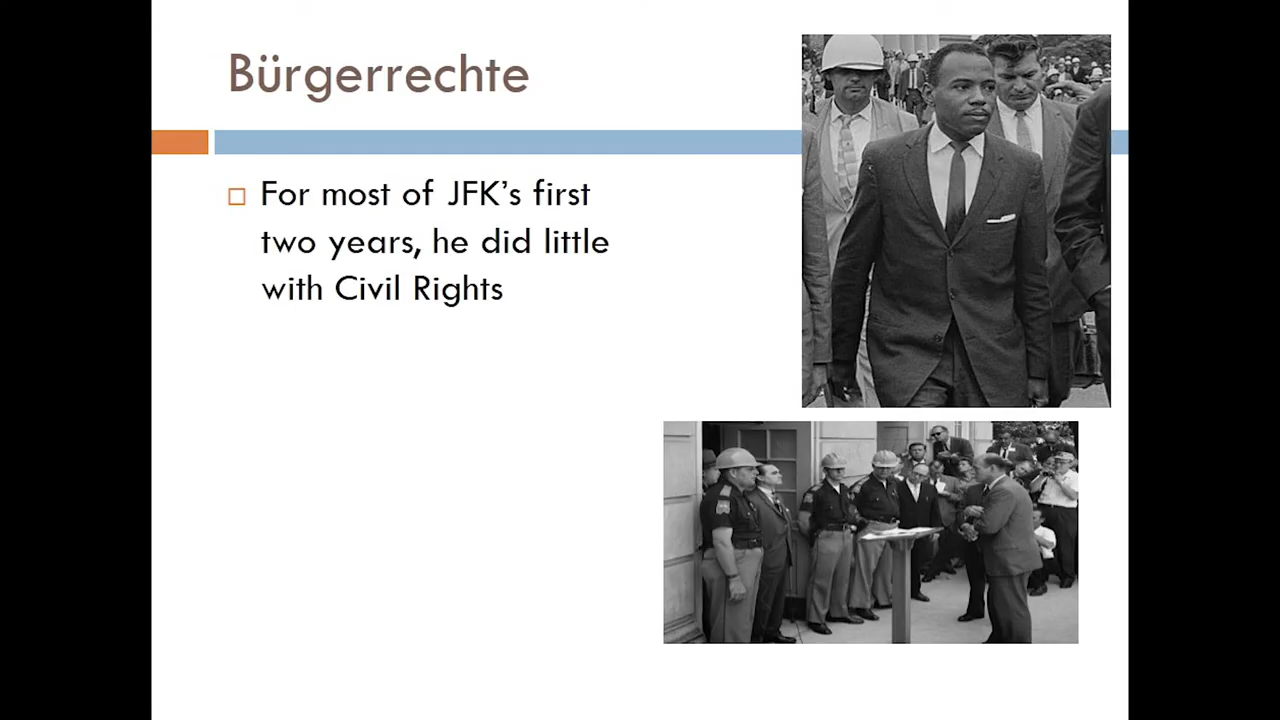 Bürgerrechte
For most of JFK’s first
two years, he did little
with Civil Rights